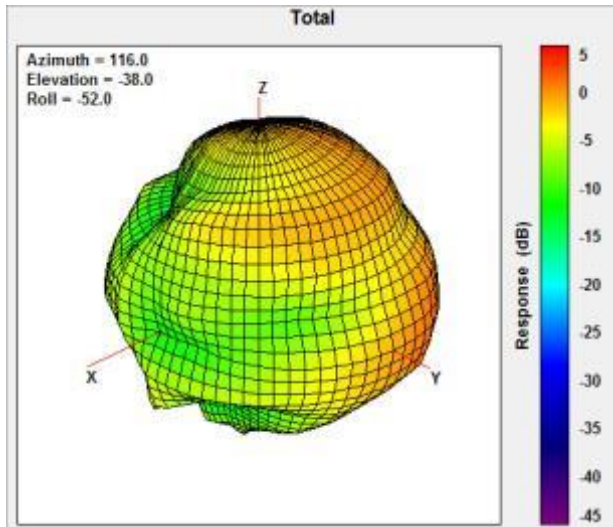 Total
Azimuth = 116.0
Elevation = -38.0
Roll = -52.0
Z
X
Y
Response (dB)
5
0
-5
-10
-15
-20
-25
-30
-35
-40
-45